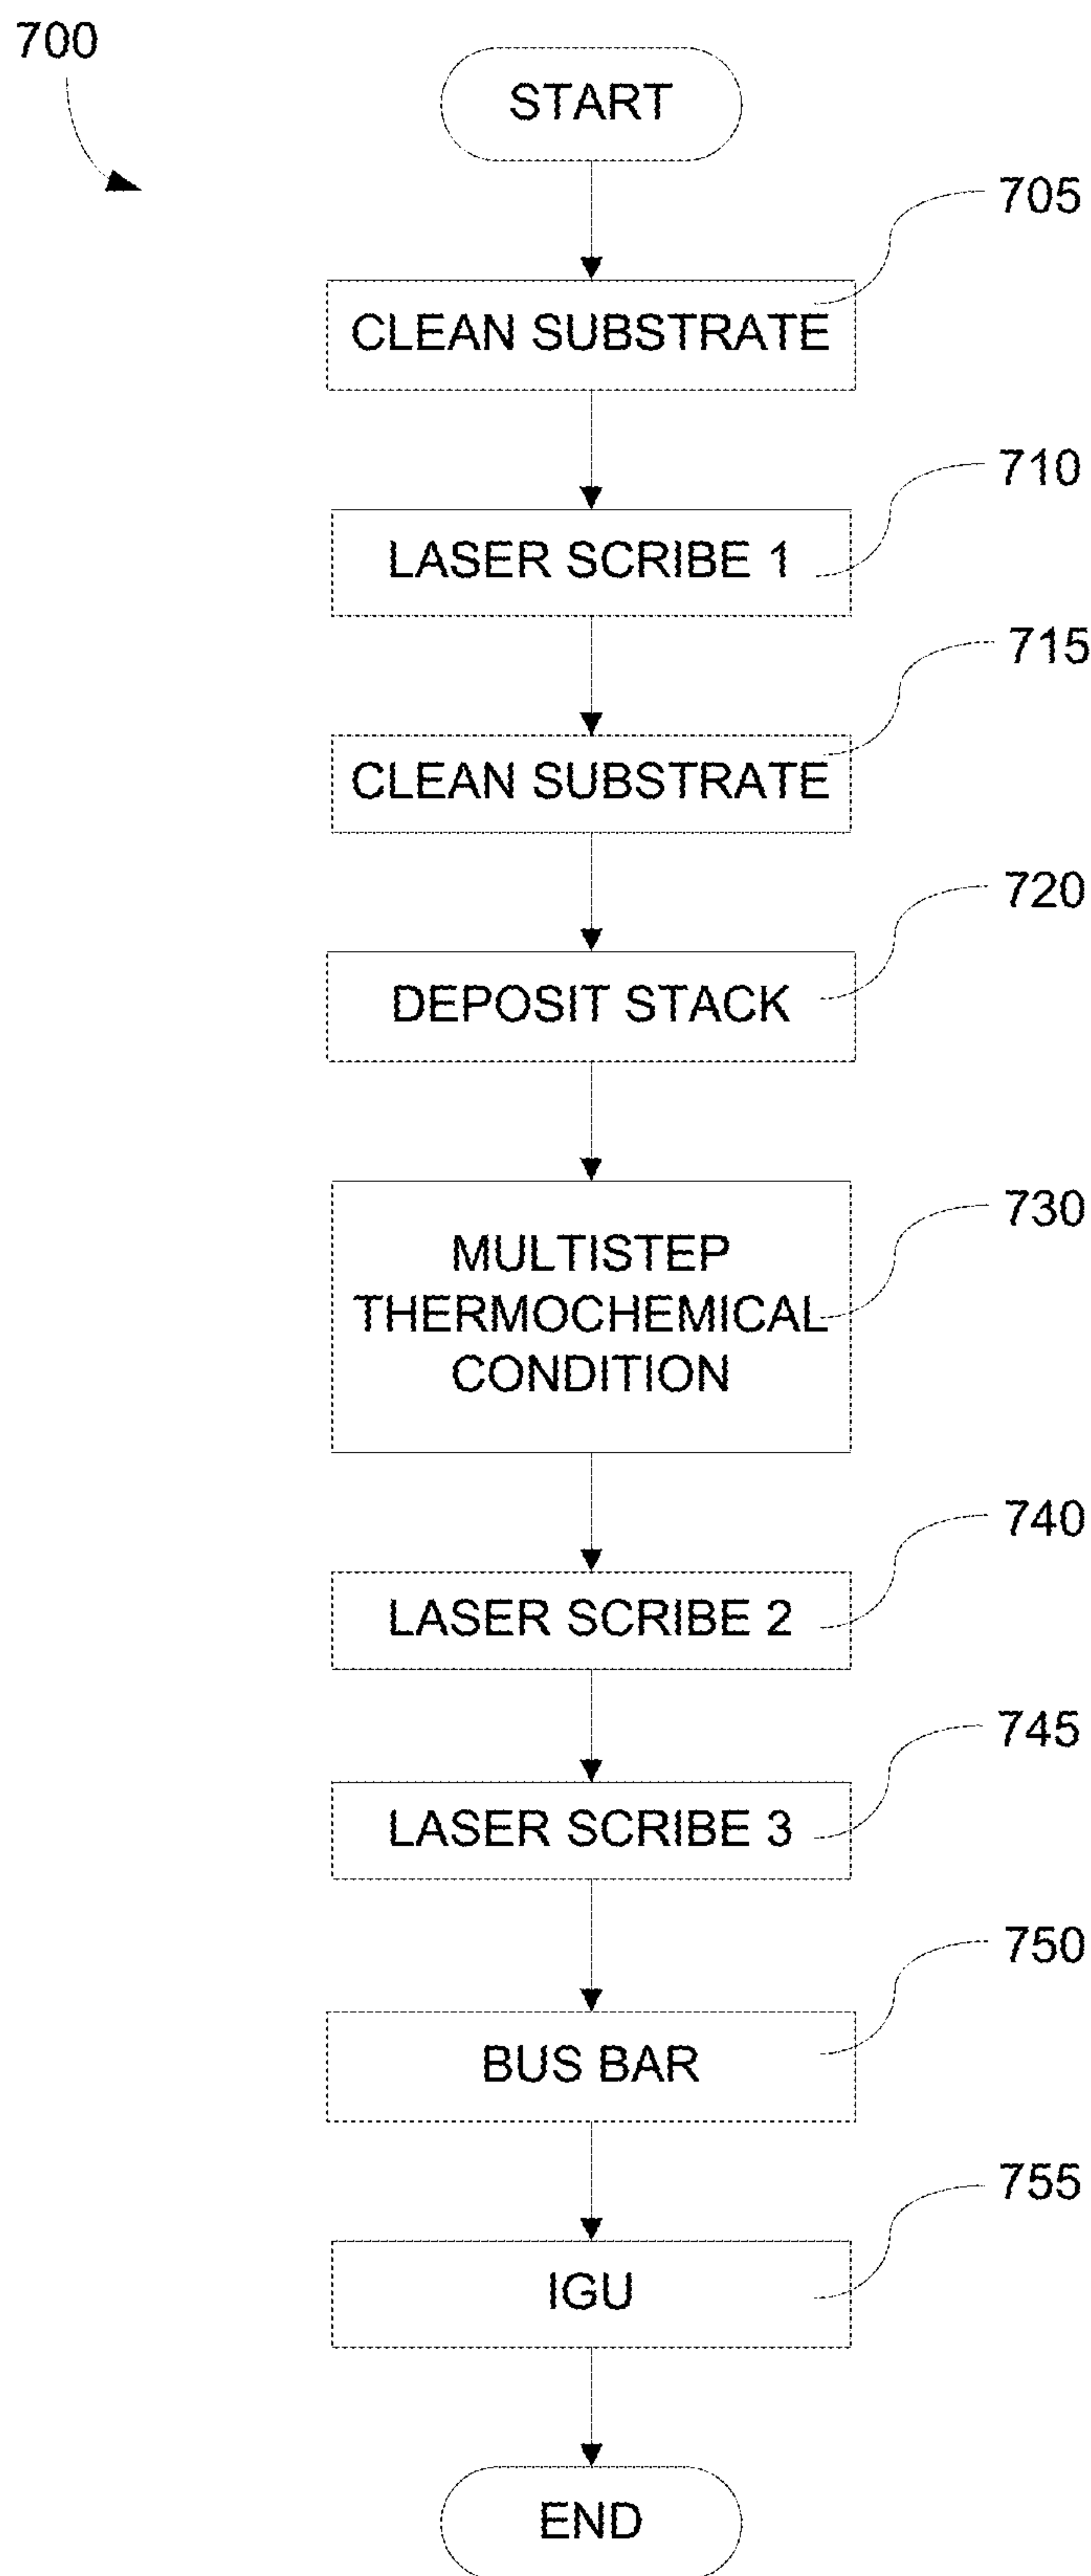 700
START
705
CLEAN SUBSTRATE
710
LASER SCRIBE 1
715
CLEAN SUBSTRATE
720
DEPOSIT STACK
730
MULTISTEP
THERMOCHEMICAL
CONDITION
740
LASER SCRIBE 2
745
LASER SCRIBE 3
750
BUS BAR
755
IGU
END